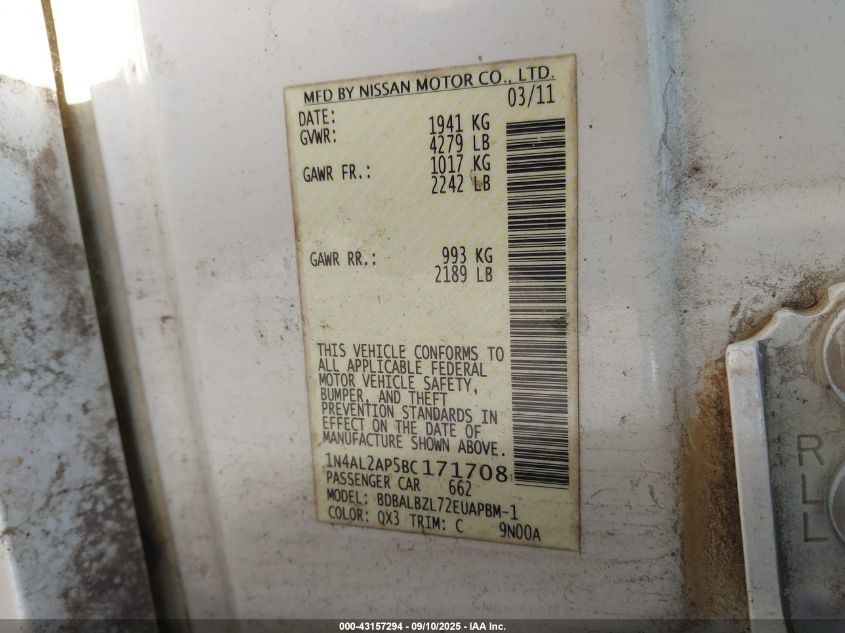 MFD BY NISSAN MOTOR CO., LTD.
DATE: 03/11
GVWR: 1941 KG
4279 LB
GAWR FR.: 1017 KG
2242 LB
GAWR RR.: 993 KG
2189 LB
THIS VEHICLE CONFORMS TO
ALL APPLICABLE FEDERAL
MOTOR VEHICLE SAFETY,
BUMPER, AND THEFT
PREVENTION STANDARDS IN
EFFECT ON THE DATE OF
MANUFACTURE SHOWN ABOVE.
1N4AL2AP5BC171708
PASSENGER CAR 662
MODEL: BDBALBZL72EUAPBM-1
COLOR: QX3 TRIM: C 9N00A
R
L
L
000-43157294 - 09/10/2025 - IAA Inc.